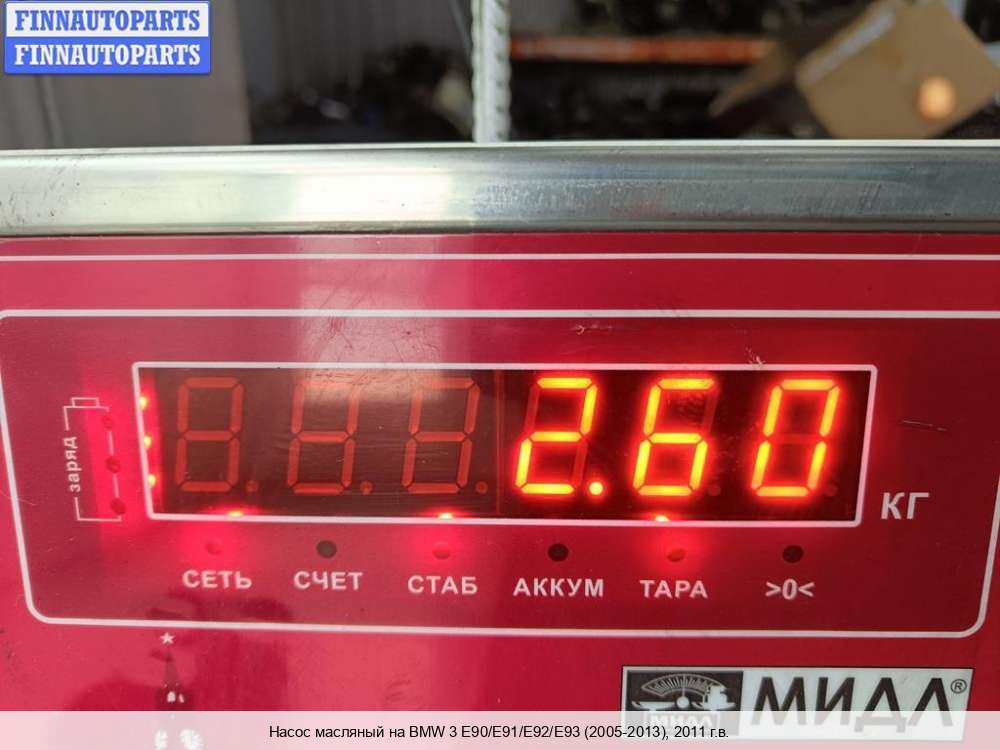 FINNAUTOPARTS
FINNAUTOPARTS
2.60
заряд
КГ
СЕТЬ СЧЕТ СТАБ АККУМ ТАРА >0<
МИДЛ®
МИДЛ
Насос масляный на BMW 3 E90/E91/E92/E93 (2005-2013), 2011 г.в.